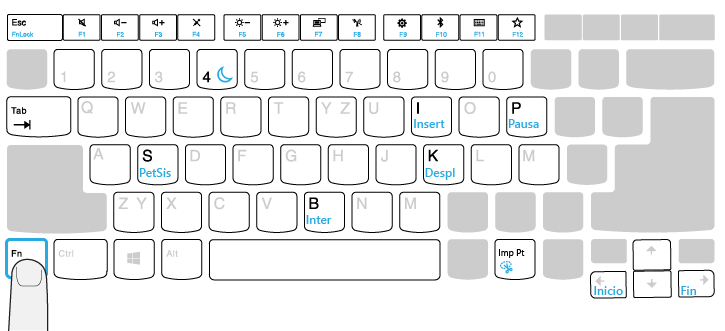 Esc
FnLock
F1
F2
F3
F4
F5
F6
F7
F8
F9
F10
F11
F12
1
2
3
4
5
6
7
8
9
0
Tab
Q
W
E
R
T
Y Z
U
I
Insert
O
P
Pausa
A
S
PetSis
D
F
G
H
J
K
Despl
L
M
Z Y
X
C
V
B
Inter
N
M
Fn
Ctrl
Alt
Imp Pt
Inicio
Fin